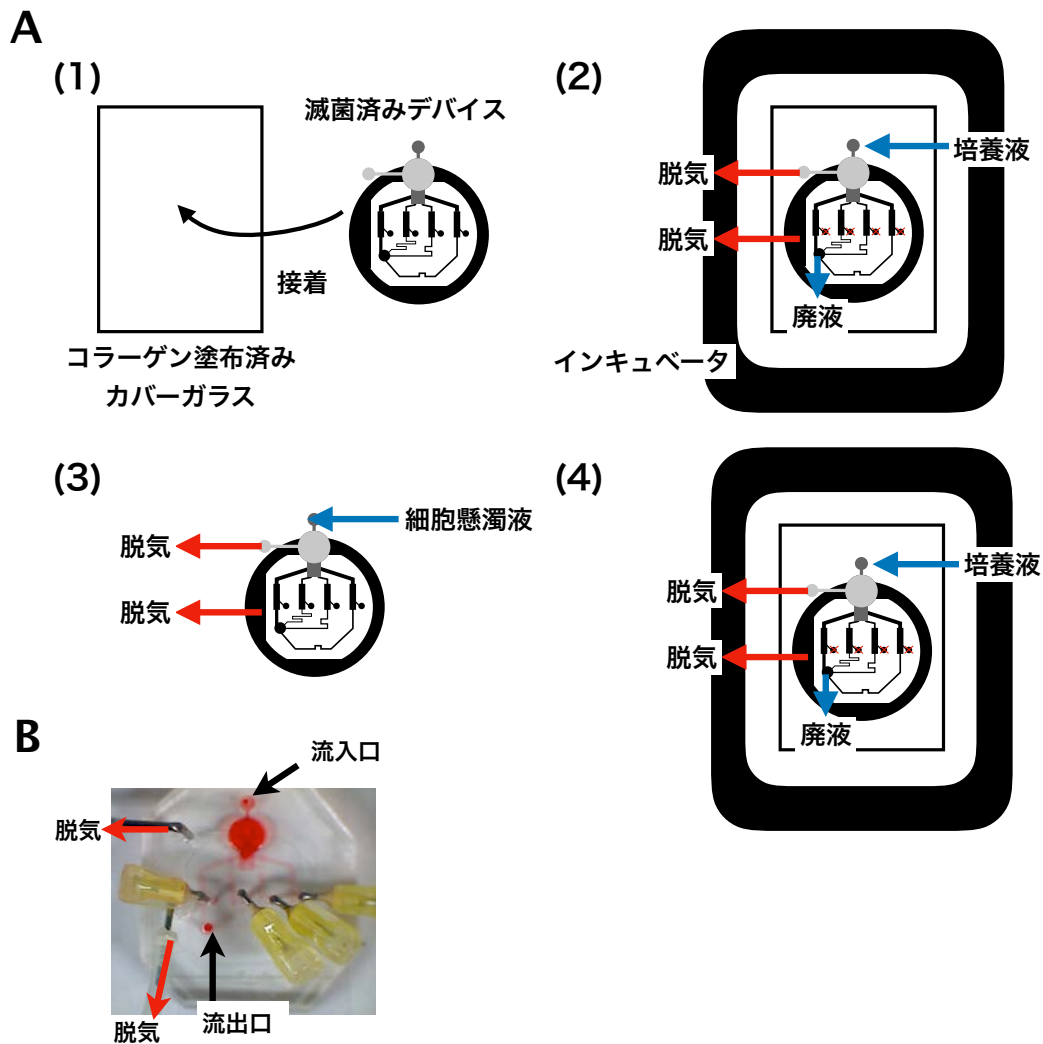 A
(1)
滅菌済みデバイス
接着
コラーゲン塗布済み
カバーガラス
(2)
培養液
脱気
脱気
廃液
インキュベータ
(3)
細胞懸濁液
脱気
脱気
(4)
培養液
脱気
脱気
廃液
B
流入口
脱気
流出口
脱気